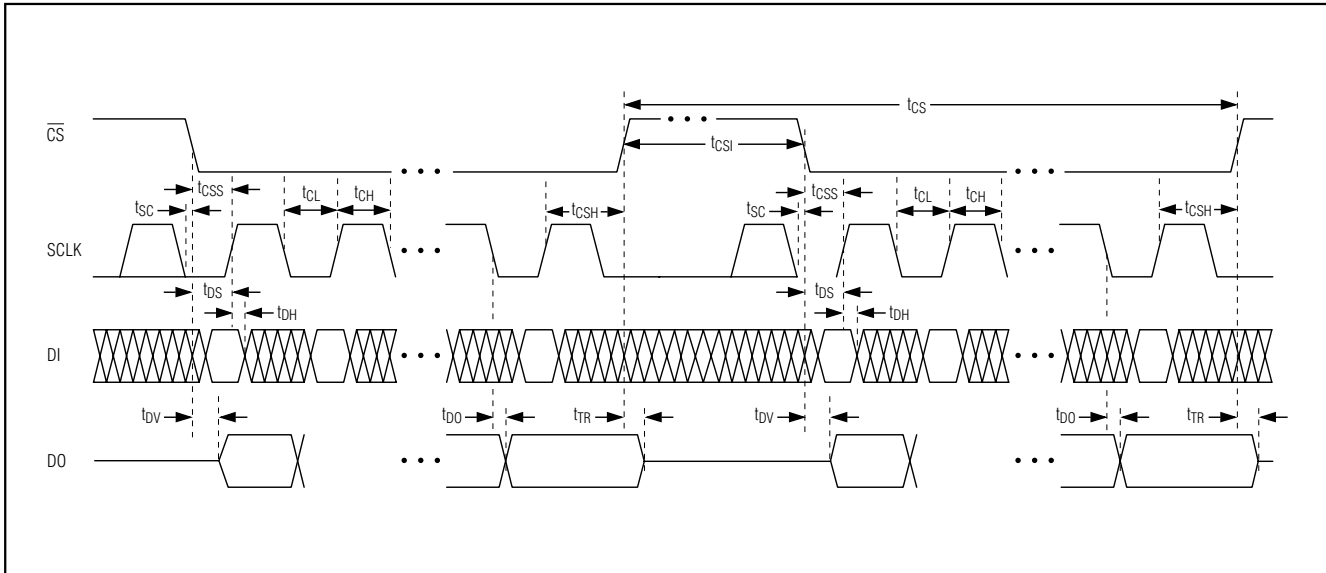 tCS
CS
tCSI
tCSS
tCL
tCH
tCSS
tCL
tCH
tSC
tCSH
tSC
tCSH
SCLK
tDS
tDS
tDH
tDH
DI
tDV
tDO
tTR
tDV
tDO
tTR
DO